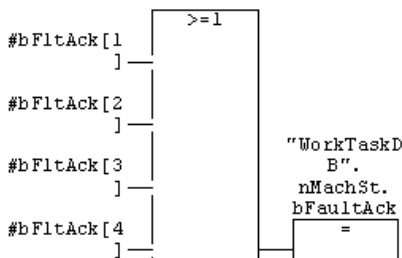 >=1
#bFltAck[1
]
#bFltAck[2
]
#bFltAck[3
]
#bFltAck[4
]
"WorkTaskD
B".
nMachSt.
bFaultAck
=